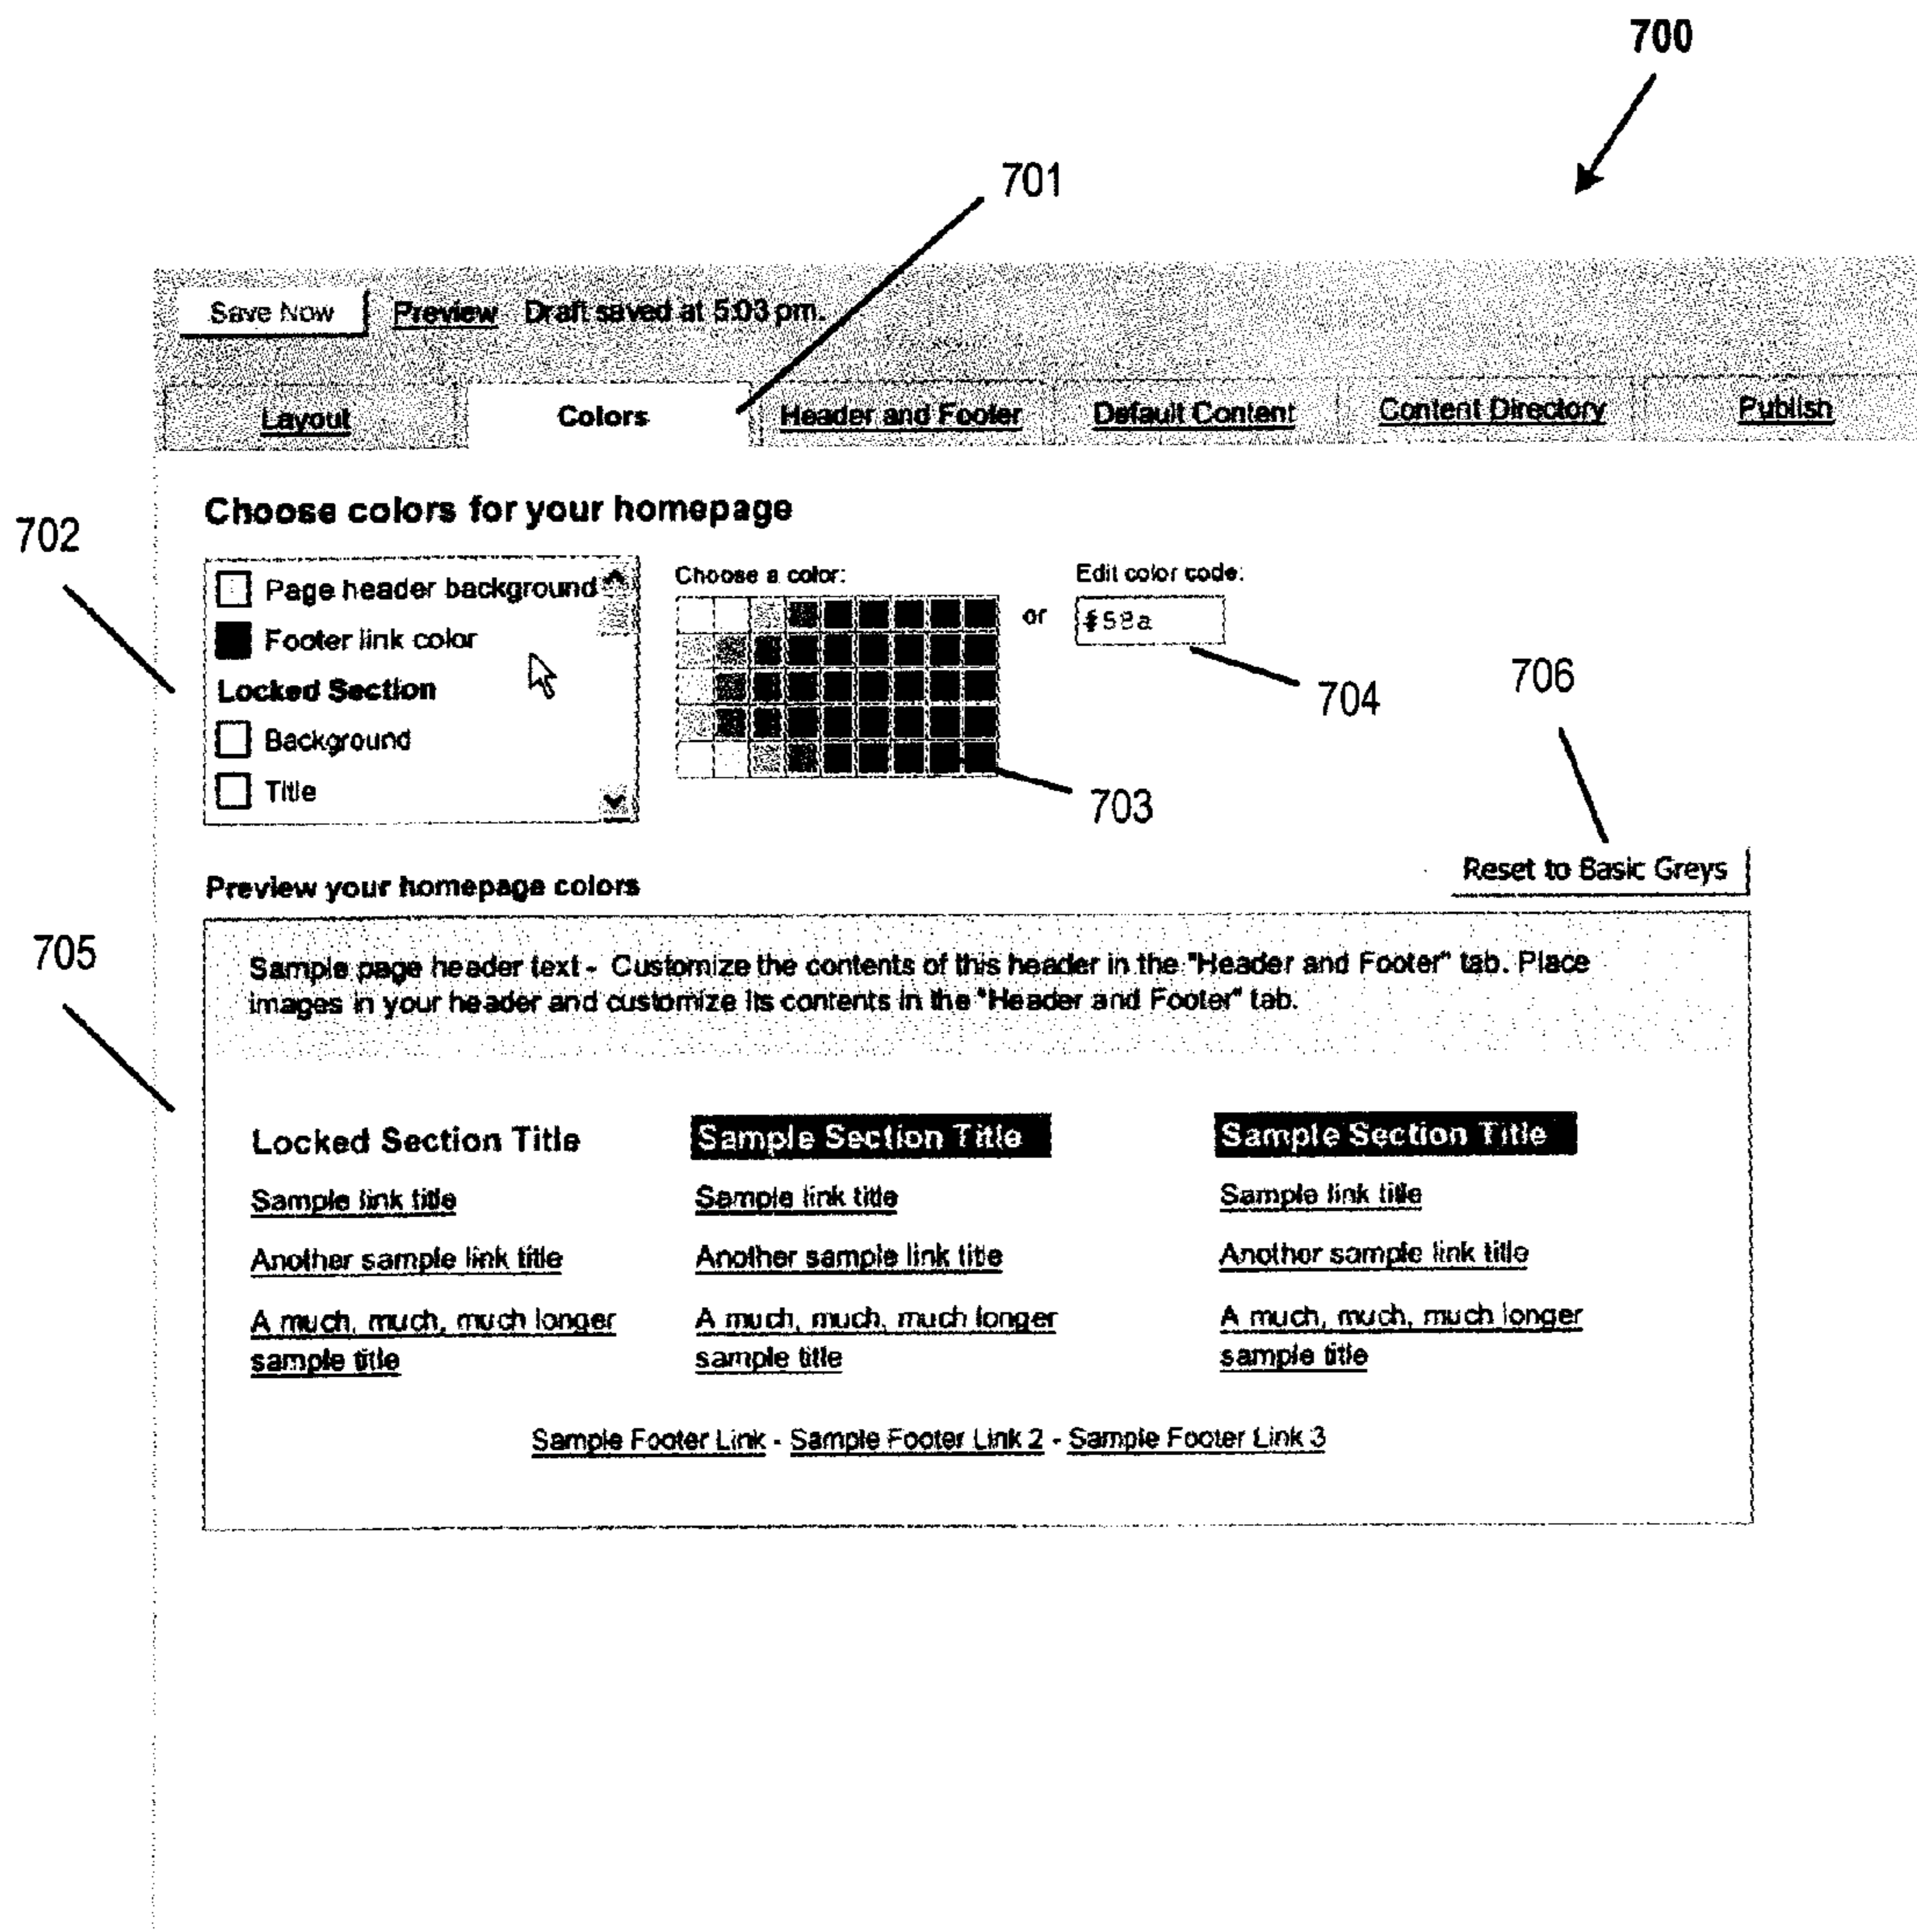 700
701
Save Now Preview Draft saved at 5:03 pm.
Layout Colors Header and Footer Default Content Content Directory Publish
Choose colors for your homepage
702
Page header background
Footer link color
Locked Section
Background
Title
Choose a color:
or
Edit color code:
#58a
704
706
703
Reset to Basic Greys
Preview your homepage colors
705
Sample page header text - Customize the contents of this header in the "Header and Footer" tab. Place
images in your header and customize its contents in the "Header and Footer" tab.
Locked Section Title
Sample link title
Another sample link title
A much, much, much longer
sample title
Sample Section Title
Sample link title
Another sample link title
A much, much, much longer
sample title
Sample Section Title
Sample link title
Another sample link title
A much, much, much longer
sample title
Sample Footer Link - Sample Footer Link 2 - Sample Footer Link 3